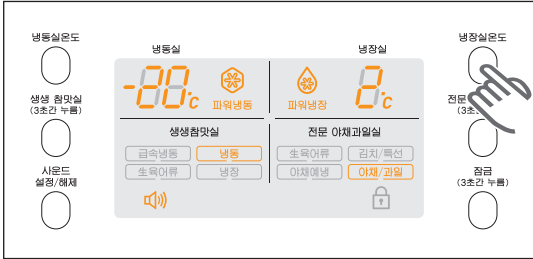 냉동실온도
생생 참맛실
(3초간 누름)
사운드
설정/해제
냉동실
냉장실
-20°C
파워냉동
파워냉장
2°C
생생참맛실
전문 야채과일실
급속냉동
냉동
생육어류
김치/특선
생육어류
냉장
야채예냉
야채/과일
냉장실온도
전문
(3초
잠금
(3초간 누름)